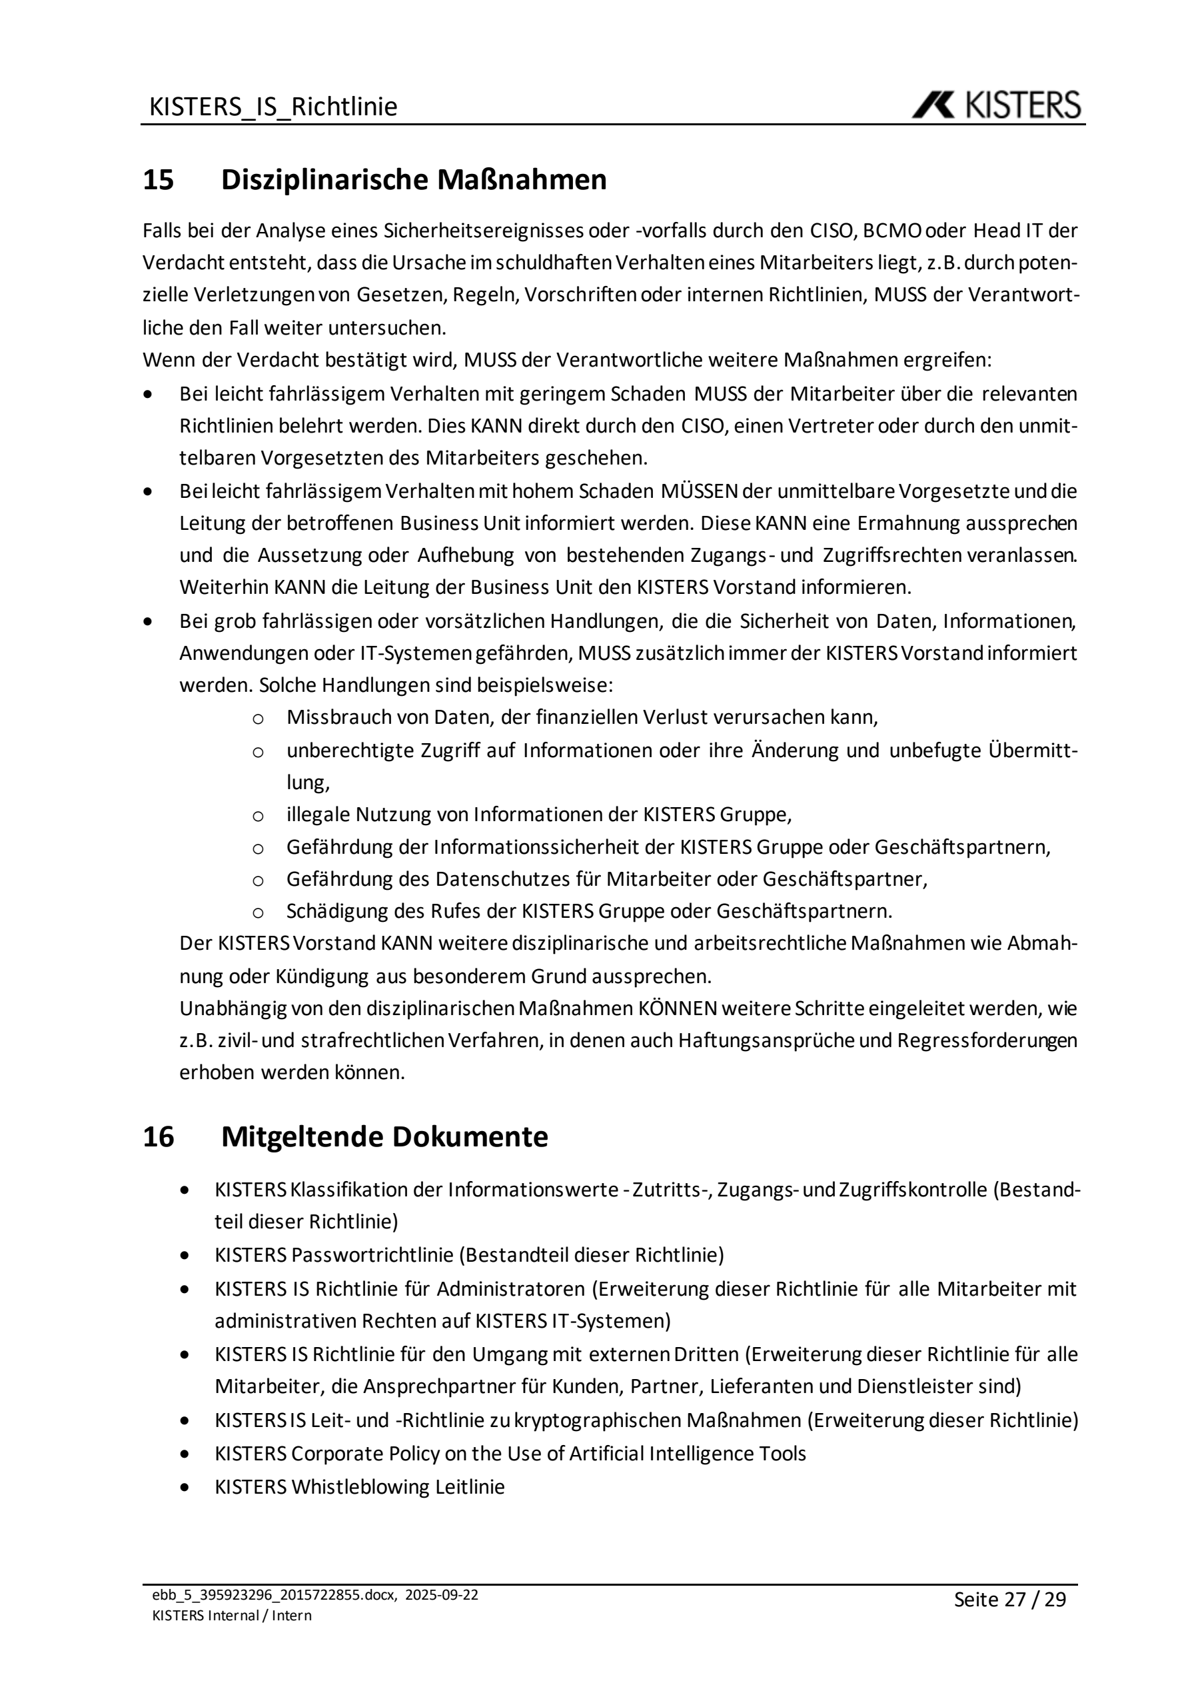 KISTERS_IS_Richtlinie
KISTERS
15 Disziplinarische Maßnahmen
Falls bei der Analyse eines Sicherheitsereignisses oder -vorfalls durch den CISO, BCMO oder Head IT der
Verdacht entsteht, dass die Ursache im schuldhaften Verhalten eines Mitarbeiters liegt, z.B. durch poten-
zielle Verletzungen von Gesetzen, Regeln, Vorschriften oder internen Richtlinien, MUSS der Verantwort-
liche den Fall weiter untersuchen.
Wenn der Verdacht bestätigt wird, MUSS der Verantwortliche weitere Maßnahmen ergreifen:
• Bei leicht fahrlässigem Verhalten mit geringem Schaden MUSS der Mitarbeiter über die relevanten
Richtlinien belehrt werden. Dies KANN direkt durch den CISO, einen Vertreter oder durch den unmit-
telbaren Vorgesetzten des Mitarbeiters geschehen.
• Bei leicht fahrlässigem Verhalten mit hohem Schaden MÜSSEN der unmittelbare Vorgesetzte und die
Leitung der betroffenen Business Unit informiert werden. Diese KANN eine Ermahnung aussprechen
und die Aussetzung oder Aufhebung von bestehenden Zugangs- und Zugriffsrechten veranlassen.
Weiterhin KANN die Leitung der Business Unit den KISTERS Vorstand informieren.
• Bei grob fahrlässigen oder vorsätzlichen Handlungen, die die Sicherheit von Daten, Informationen,
Anwendungen oder IT-Systemen gefährden, MUSS zusätzlich immer der KISTERS Vorstand informiert
werden. Solche Handlungen sind beispielsweise:
o Missbrauch von Daten, der finanziellen Verlust verursachen kann,
o unberechtigte Zugriff auf Informationen oder ihre Änderung und unbefugte Übermitt-
lung,
o illegale Nutzung von Informationen der KISTERS Gruppe,
o Gefährdung der Informationssicherheit der KISTERS Gruppe oder Geschäftspartnern,
o Gefährdung des Datenschutzes für Mitarbeiter oder Geschäftspartner,
o Schädigung des Rufes der KISTERS Gruppe oder Geschäftspartnern.
Der KISTERS Vorstand KANN weitere disziplinarische und arbeitsrechtliche Maßnahmen wie Abmah-
nung oder Kündigung aus besonderem Grund aussprechen.
Unabhängig von den disziplinarischen Maßnahmen KÖNNEN weitere Schritte eingeleitet werden, wie
z.B. zivil- und strafrechtlichen Verfahren, in denen auch Haftungsansprüche und Regressforderungen
erhoben werden können.
16 Mitgeltende Dokumente
• KISTERS Klassifikation der Informationswerte - Zutritts-, Zugangs- und Zugriffskontrolle (Bestand-
teil dieser Richtlinie)
• KISTERS Passwortrichtlinie (Bestandteil dieser Richtlinie)
• KISTERS IS Richtlinie für Administratoren (Erweiterung dieser Richtlinie für alle Mitarbeiter mit
administrativen Rechten auf KISTERS IT-Systemen)
• KISTERS IS Richtlinie für den Umgang mit externen Dritten (Erweiterung dieser Richtlinie für alle
Mitarbeiter, die Ansprechpartner für Kunden, Partner, Lieferanten und Dienstleister sind)
• KISTERS IS Leit- und -Richtlinie zu kryptographischen Maßnahmen (Erweiterung dieser Richtlinie)
• KISTERS Corporate Policy on the Use of Artificial Intelligence Tools
• KISTERS Whistleblowing Leitlinie
ebb_5_395923296_2015722855.docx, 2025-09-22
Seite 27 / 29
KISTERS Internal / Intern